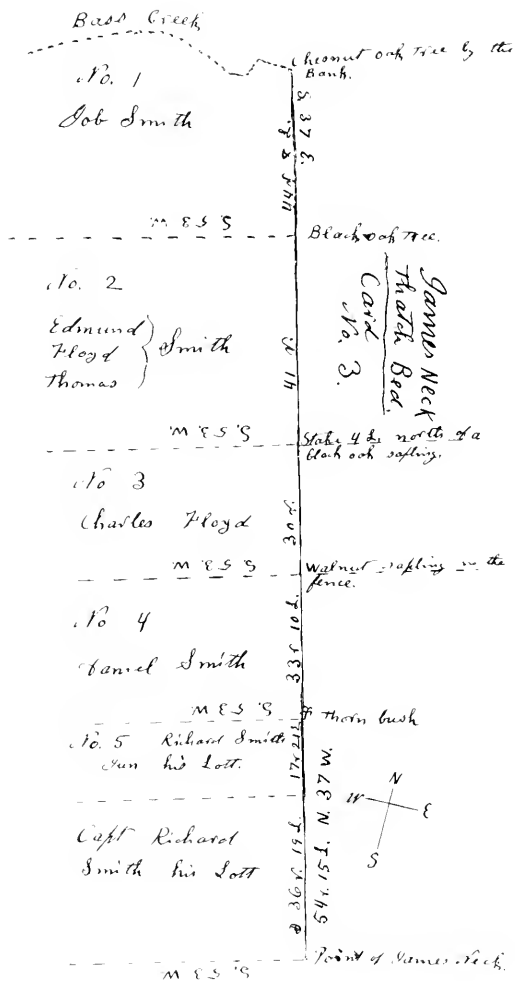 Bass Creek
Chesnut oak tree by the
Bank.
No. 1
Job Smith
S 37 E.
S. 53 W.
Black oak tree.
James Neck
Thatch Bed.
Card
No. 3.
No. 2
Edmund
Floyd
Thomas
Smith
S. 53 W.
Stake 4 L. north of a
black oak sapling.
No 3
Charles Floyd
S 53 W
Walnut sapling in the
fence.
No 4
Daniel Smith
S. 53 W
A thorn bush
No. 5 Richard Smith
Jun his Lott.
N. 37 W.
N
W
E
S
Capt Richard
Smith his Lott
Point of James Neck.
S. 53 W